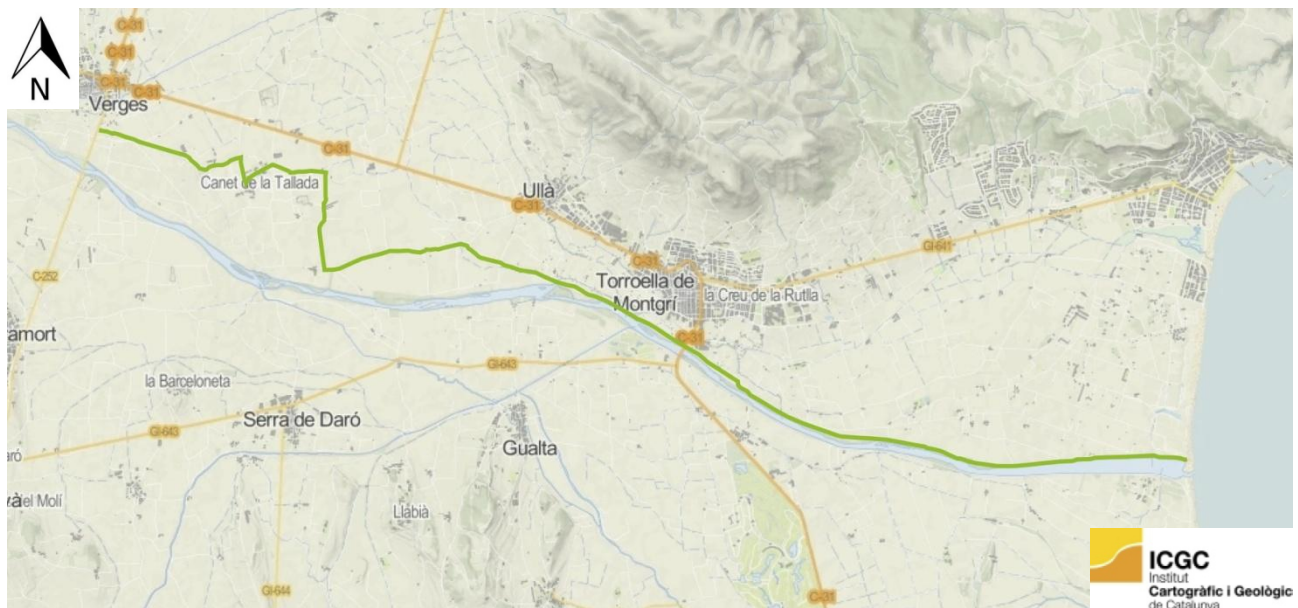 C-31
C-31
C-31
C-31
N
Verges
C-31
Canet de la Tallada
Ullà
C-31
GI-641
C-31
C-252
Torroella de
Montgrí
la Creu de la Rutlla
C-31
amort
GI-643
la Barceloneta
Serra de Daró
GI-643
Gualta
aró
el Molí
Llabià
GI-644
C-31
ICGC
Institut
Cartogràfic i Geològic
de Catalunya